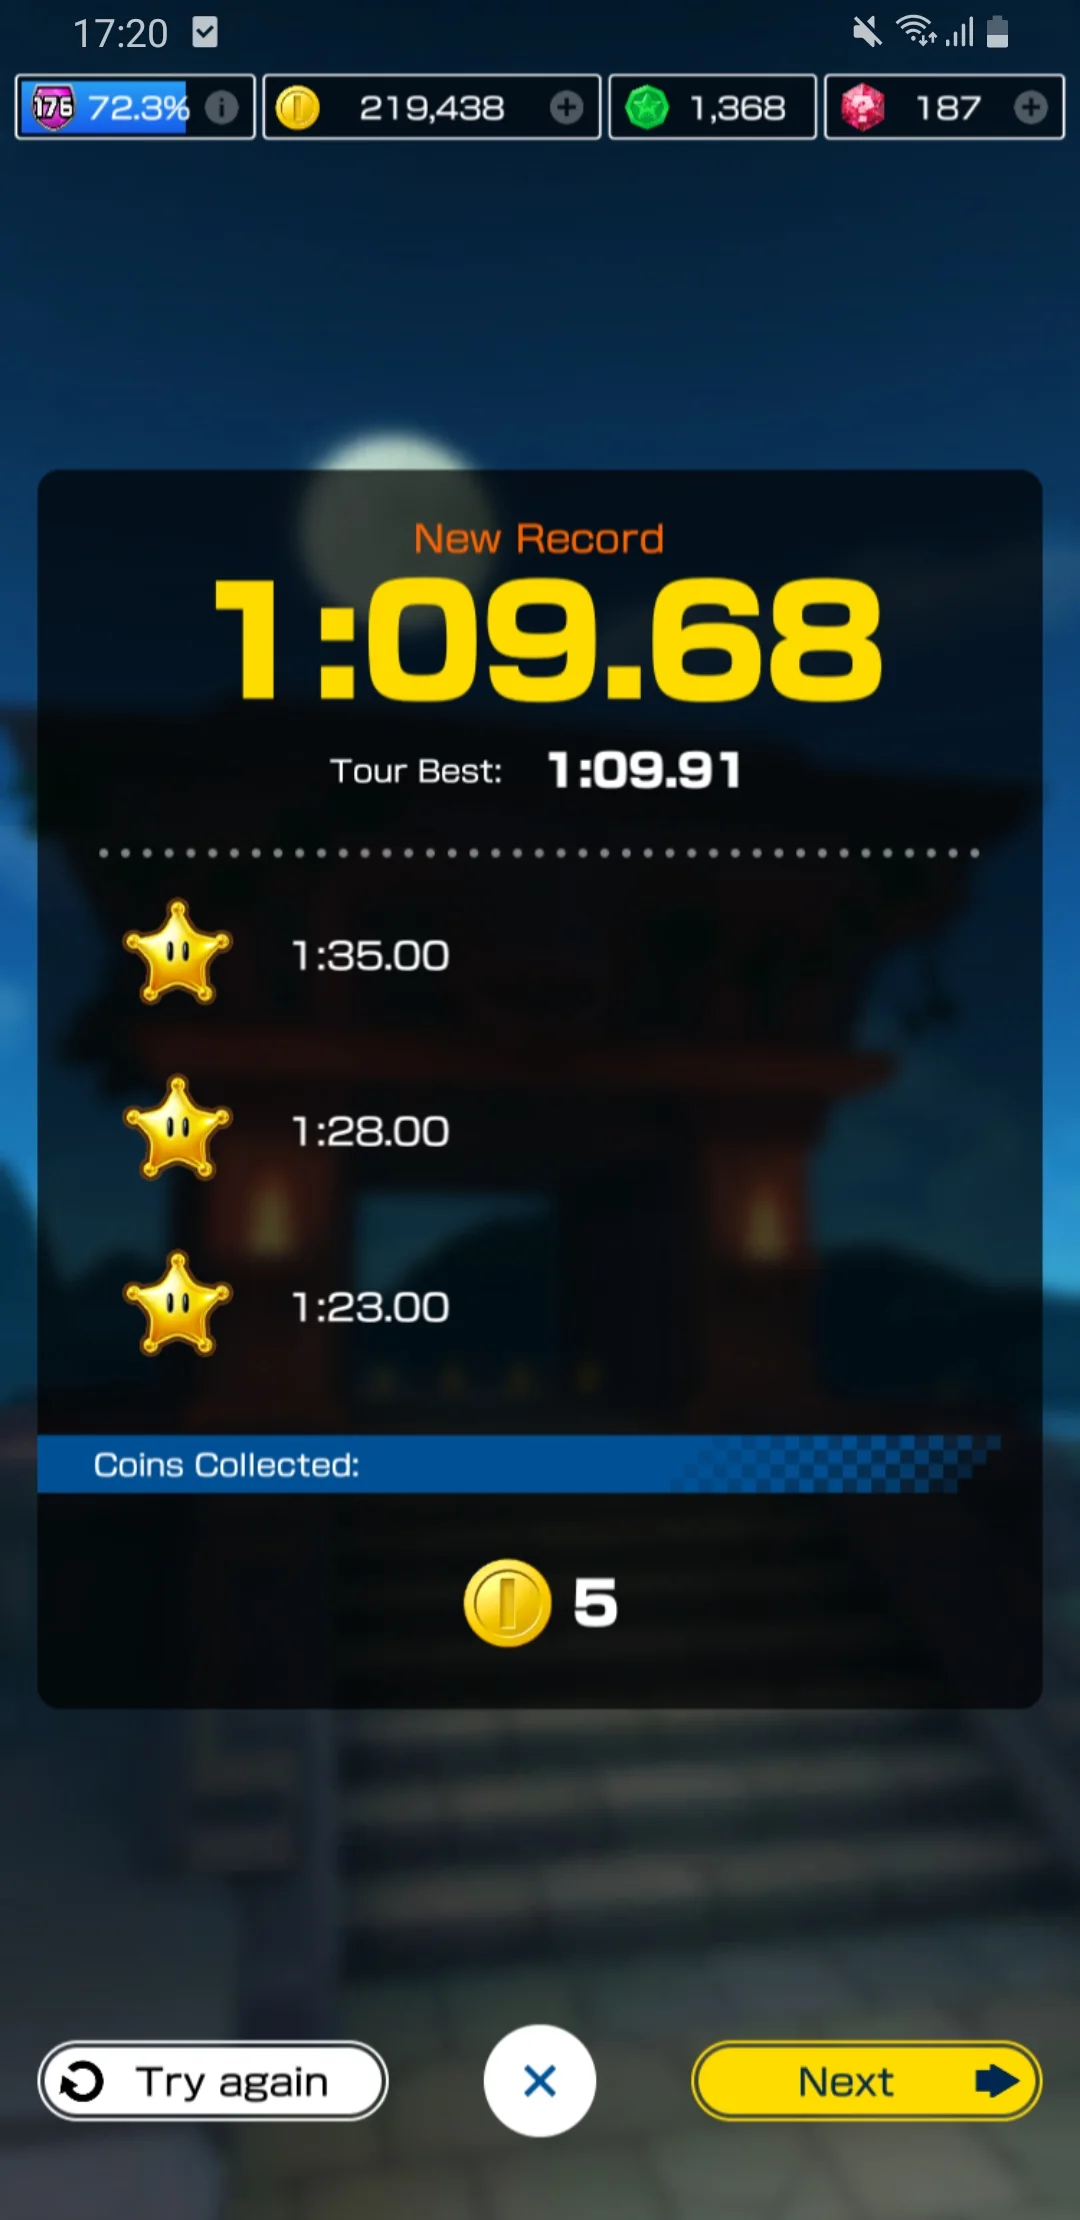 17:20
176 72.3% 219,438 1,368 187
New Record
1:09.68
Tour Best: 1:09.91
1:35.00
1:28.00
1:23.00
Coins Collected:
5
Try again
Next